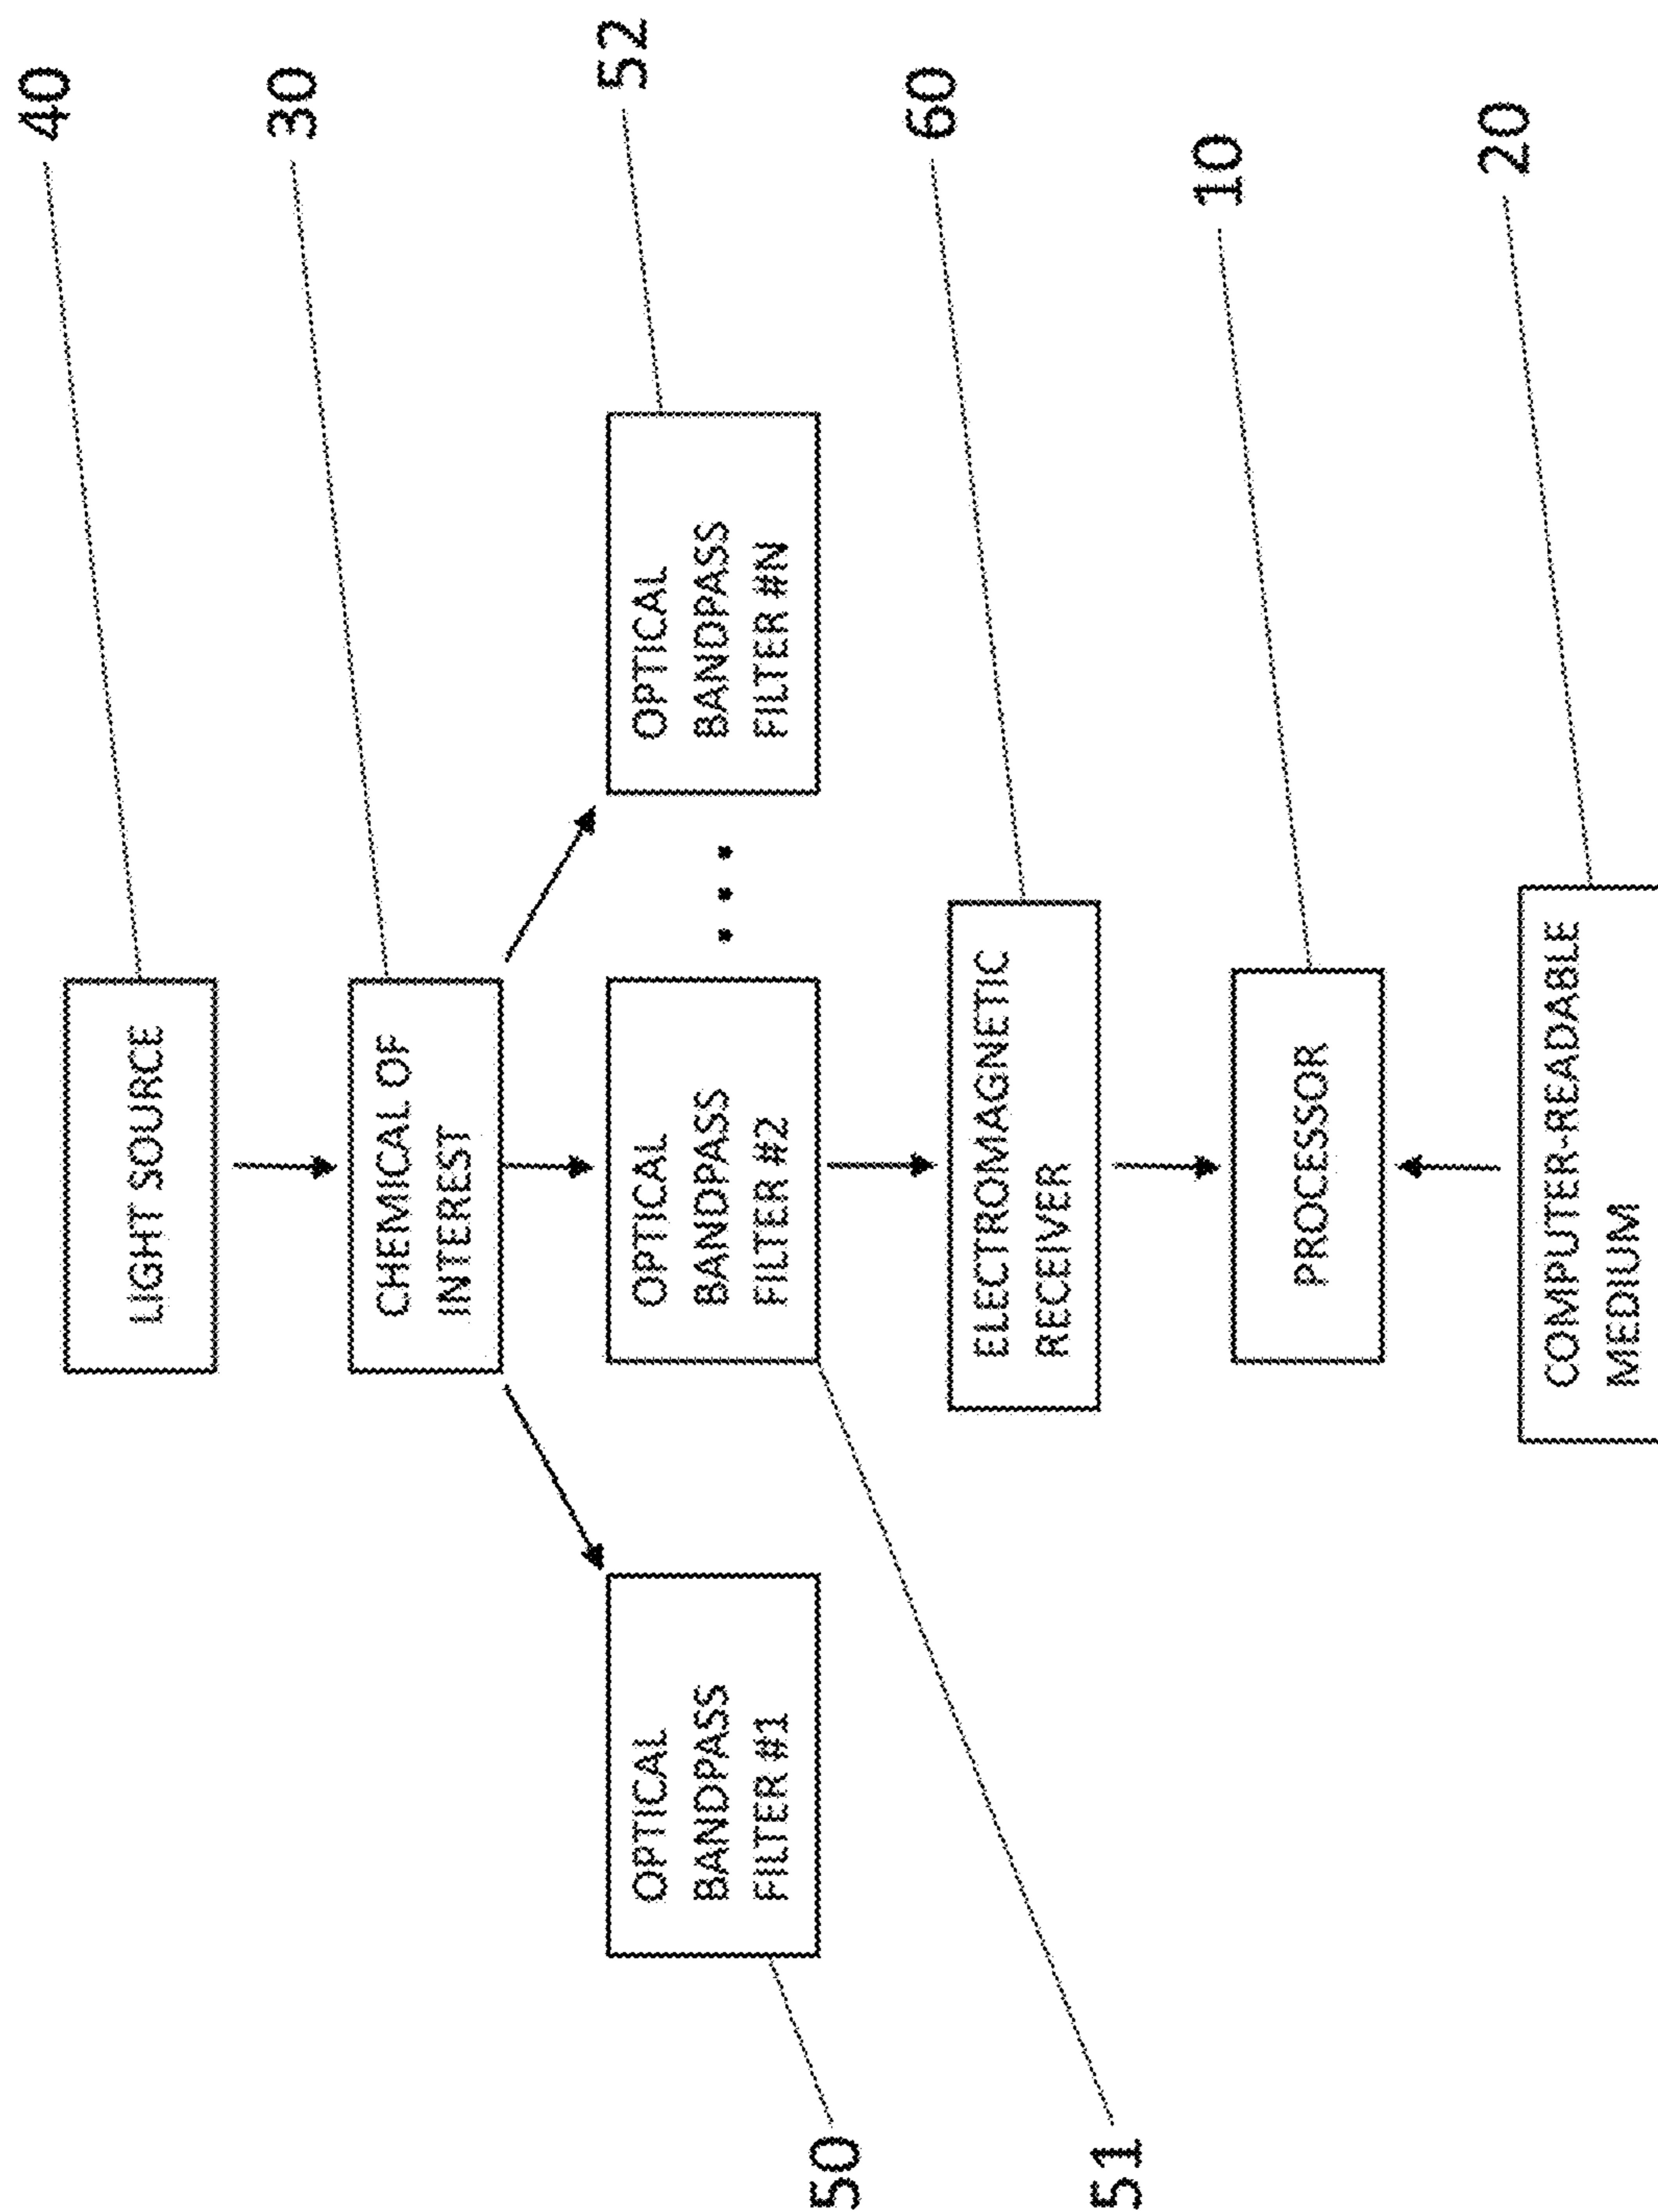 40
LIGHT SOURCE
30
CHEMICAL OF
INTEREST
52
OPTICAL
BANDPASS
FILTER #1
OPTICAL
BANDPASS
FILTER #2
OPTICAL
BANDPASS
FILTER #N
50
60
ELECTROMAGNETIC
RECEIVER
51
10
PROCESSOR
20
COMPUTER-READABLE
MEDIUM